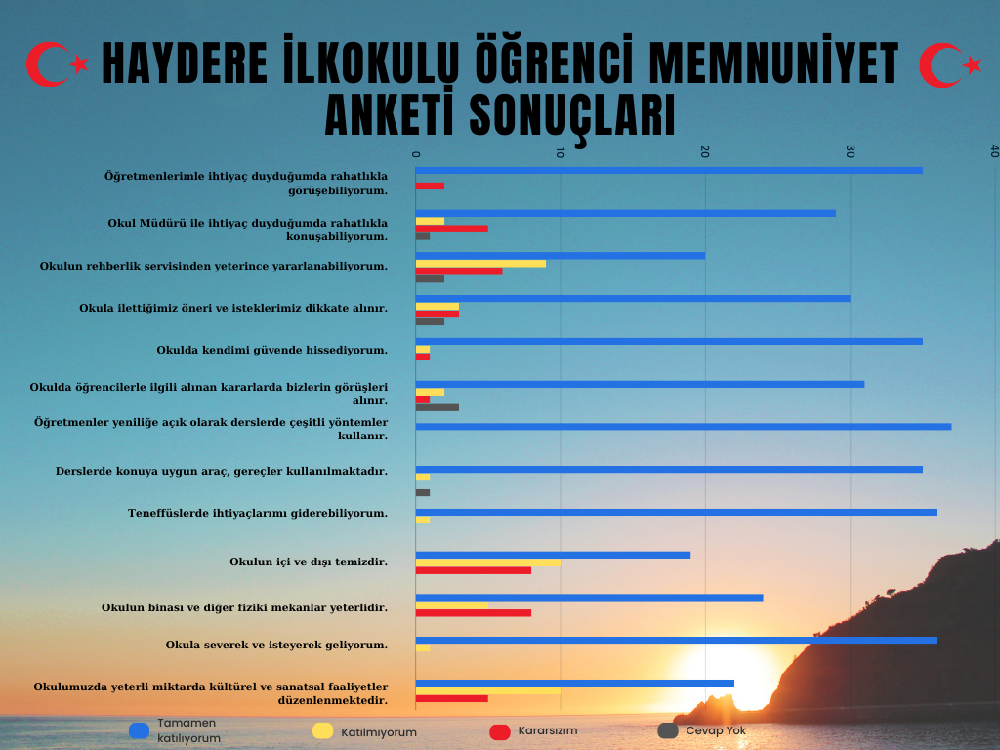 HAYDERE İLKOKULU ÖĞRENCİ MEMNUNİYET
ANKETİ SONUÇLARI
0
10
20
30
40
Öğretmenlerimle ihtiyaç duyduğumda rahatlıkla
görüşebiliyorum.
Okul Müdürü ile ihtiyaç duyduğumda rahatlıkla
konuşabiliyorum.
Okulun rehberlik servisinden yeterince yararlanabiliyorum.
Okula ilettiğimiz öneri ve isteklerimiz dikkate alınır.
Okulda kendimi güvende hissediyorum.
Okulda öğrencilerle ilgili alınan kararlarda bizlerin görüşleri
alınır.
Öğretmenler yeniliğe açık olarak derslerde çeşitli yöntemler
kullanır.
Derslerde konuya uygun araç, gereçler kullanılmaktadır.
Teneffüslerde ihtiyaçlarımı giderebiliyorum.
Okulun içi ve dışı temizdir.
Okulun binası ve diğer fiziki mekanlar yeterlidir.
Okula severek ve isteyerek geliyorum.
Okulumuzda yeterli miktarda kültürel ve sanatsal faaliyetler
düzenlenmektedir.
Tamamen
katılıyorum
Katılmıyorum
Kararsızım
Cevap Yok